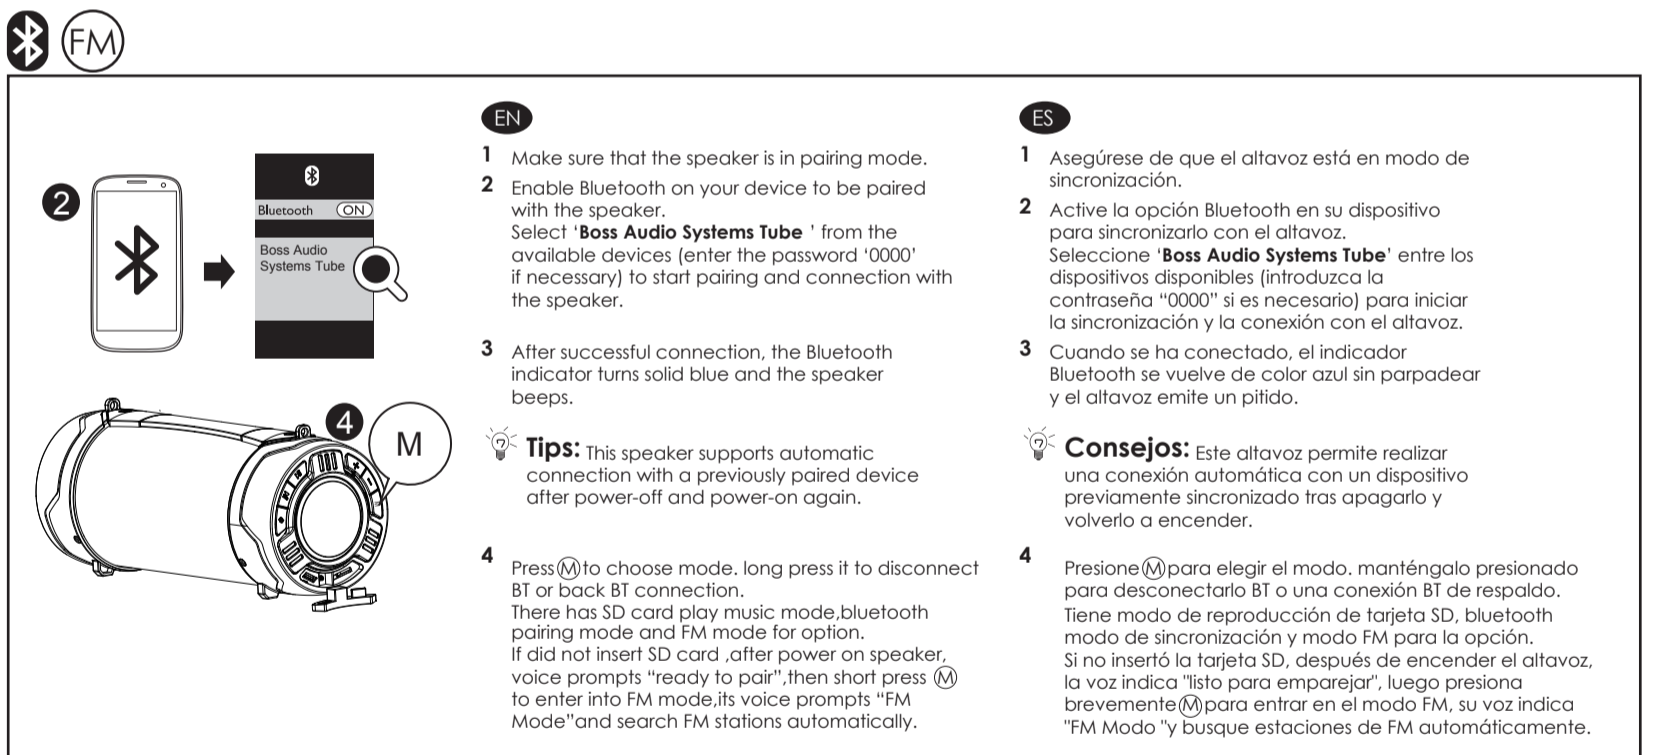 FM
2
Bluetooth ON
Boss Audio
Systems Tube
4
M
EN
1 Make sure that the speaker is in pairing mode.
2 Enable Bluetooth on your device to be paired
with the speaker.
Select ‘Boss Audio Systems Tube ’ from the
available devices (enter the password ‘0000’
if necessary) to start pairing and connection with
the speaker.
3 After successful connection, the Bluetooth
indicator turns solid blue and the speaker
beeps.
Tips: This speaker supports automatic
connection with a previously paired device
after power-off and power-on again.
4 Press Ⓜ to choose mode. long press it to disconnect
BT or back BT connection.
There has SD card play music mode,bluetooth
pairing mode and FM mode for option.
If did not insert SD card ,after power on speaker,
voice prompts “ready to pair”,then short press Ⓜ
to enter into FM mode,its voice prompts “FM
Mode”and search FM stations automatically.
ES
1 Asegúrese de que el altavoz está en modo de
sincronización.
2 Active la opción Bluetooth en su dispositivo
para sincronizarlo con el altavoz.
Seleccione ‘Boss Audio Systems Tube’ entre los
dispositivos disponibles (introduzca la
contraseña “0000” si es necesario) para iniciar
la sincronización y la conexión con el altavoz.
3 Cuando se ha conectado, el indicador
Bluetooth se vuelve de color azul sin parpadear
y el altavoz emite un pitido.
Consejos: Este altavoz permite realizar
una conexión automática con un dispositivo
previamente sincronizado tras apagarlo y
volverlo a encender.
4 Presione Ⓜ para elegir el modo. manténgalo presionado
para desconectarlo BT o una conexión BT de respaldo.
Tiene modo de reproducción de tarjeta SD, bluetooth
modo de sincronización y modo FM para la opción.
Si no insertó la tarjeta SD, después de encender el altavoz,
la voz indica "listo para emparejar", luego presiona
brevemente Ⓜ para entrar en el modo FM, su voz indica
"FM Modo "y busque estaciones de FM automáticamente.